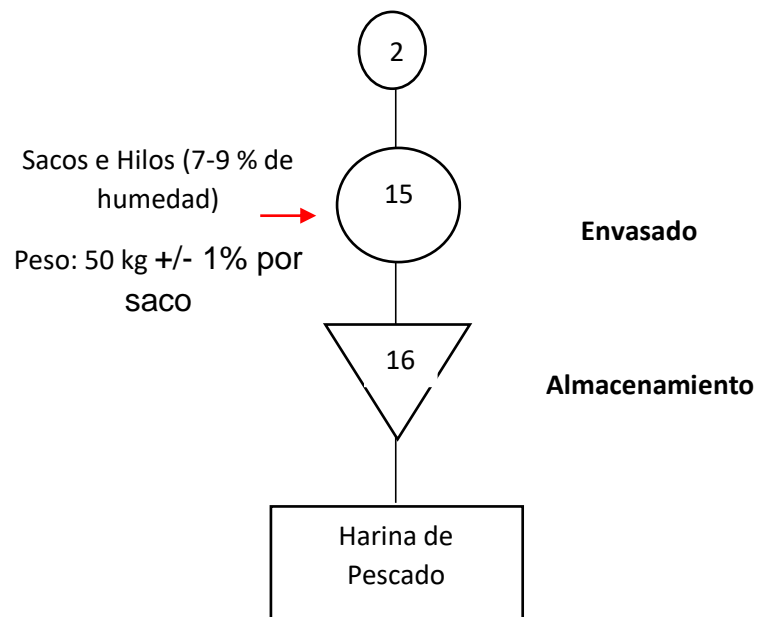 2
Sacos e Hilos (7-9 % de
humedad)
Peso: 50 kg +/- 1% por
saco
15
Envasado
16
Almacenamiento
Harina de
Pescado